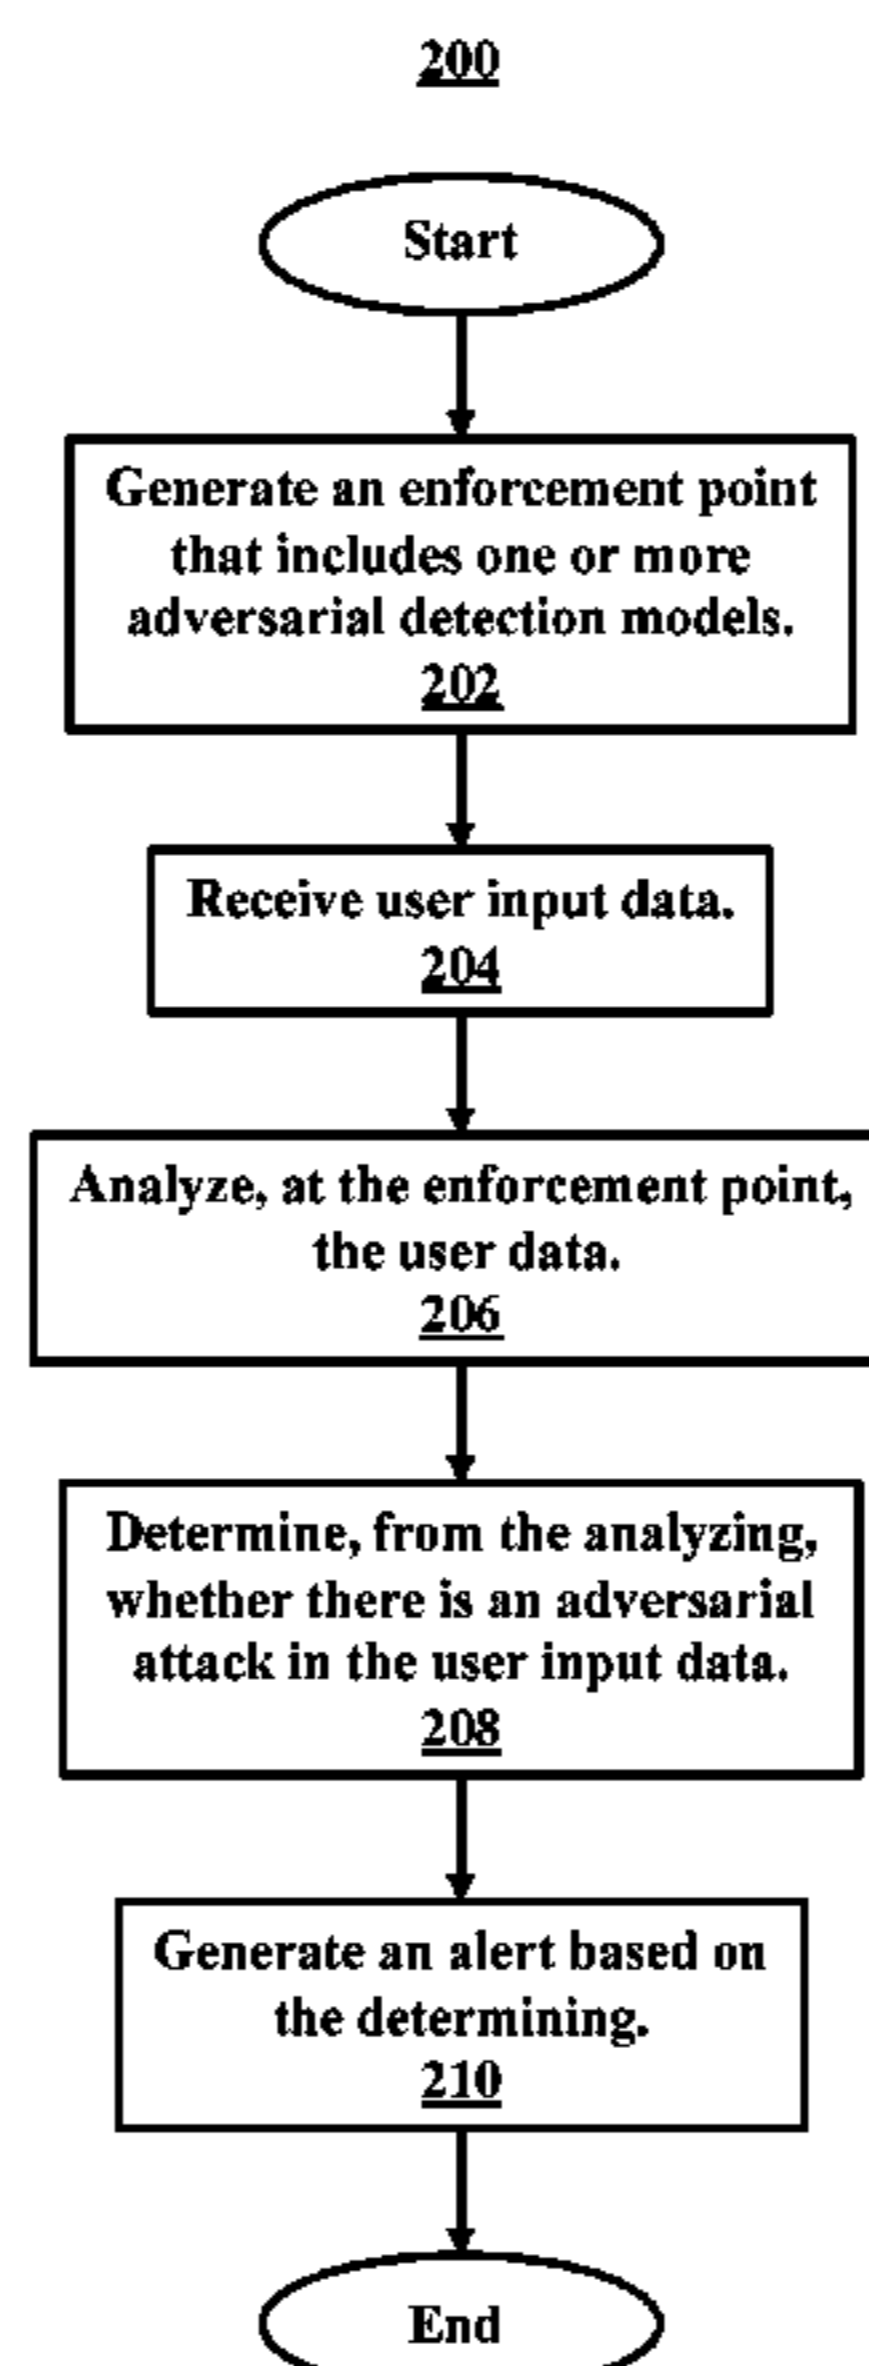 200
Start
Generate an enforcement point
that includes one or more
adversarial detection models.
202
Receive user input data.
204
Analyze, at the enforcement point,
the user data.
206
Determine, from the analyzing,
whether there is an adversarial
attack in the user input data.
208
Generate an alert based on
the determining.
210
End